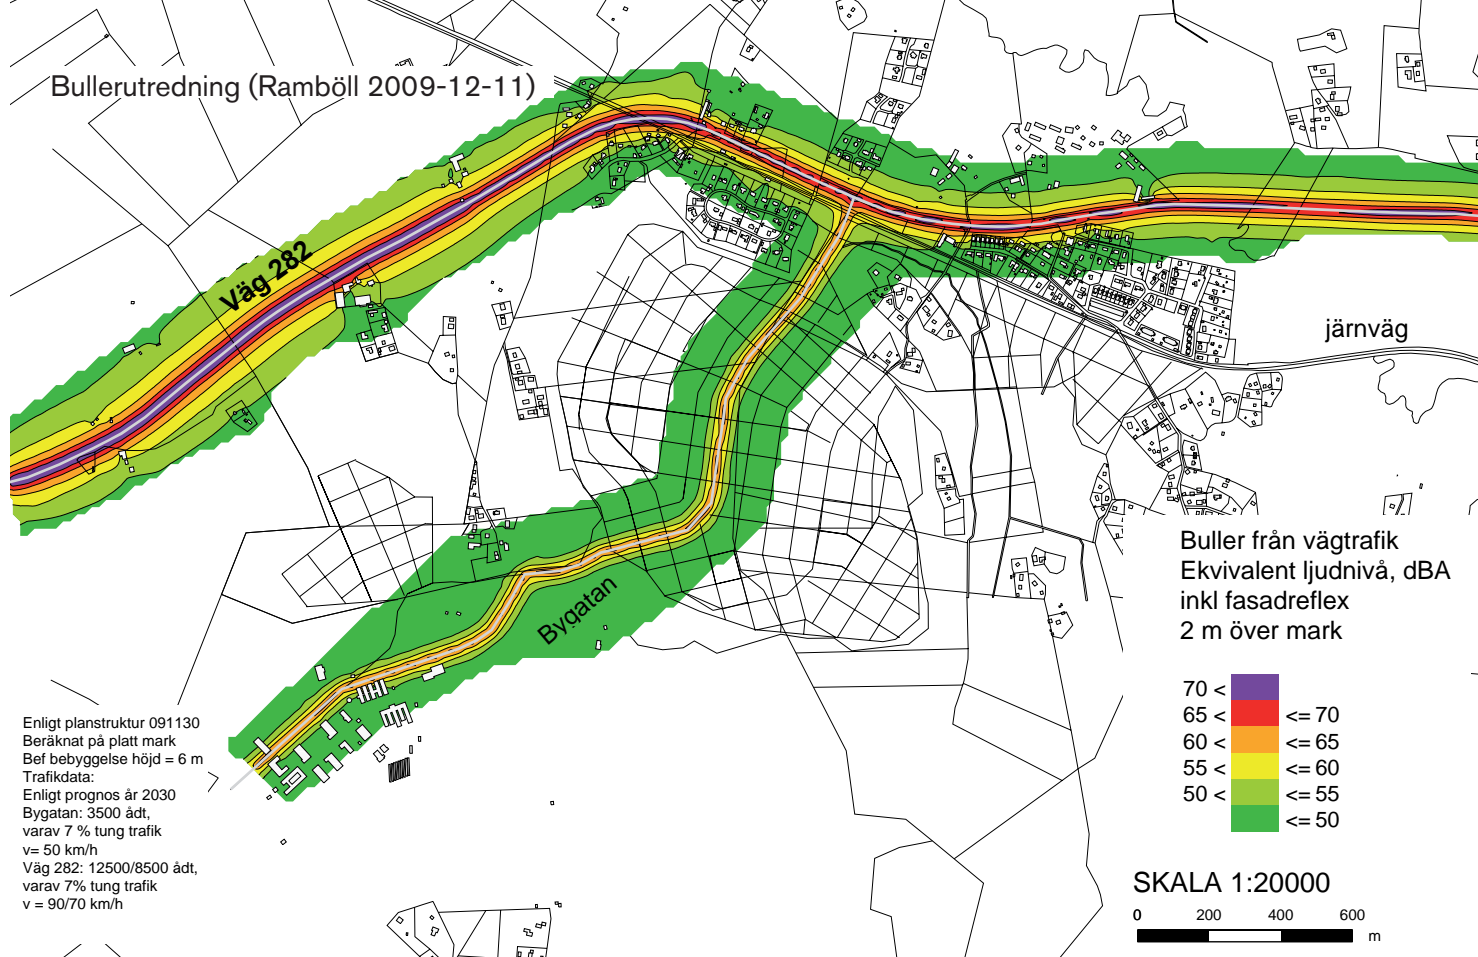 Bullerutredning (Ramböll 2009-12-11)
Väg 282
järnväg
Bygatan
Buller från vägtrafik
Ekvivalent ljudnivå, dBA
inkl fasadreflex
2 m över mark
70 <
65 < <= 70
60 < <= 65
55 < <= 60
50 < <= 55
<= 50
Enligt planstruktur 091130
Beräknat på platt mark
Bef bebyggelse höjd = 6 m
Trafikdata:
Enligt prognos år 2030
Bygatan: 3500 ådt,
varav 7 % tung trafik
v= 50 km/h
Väg 282: 12500/8500 ådt,
varav 7% tung trafik
v = 90/70 km/h
SKALA 1:20000
0 200 400 600
m